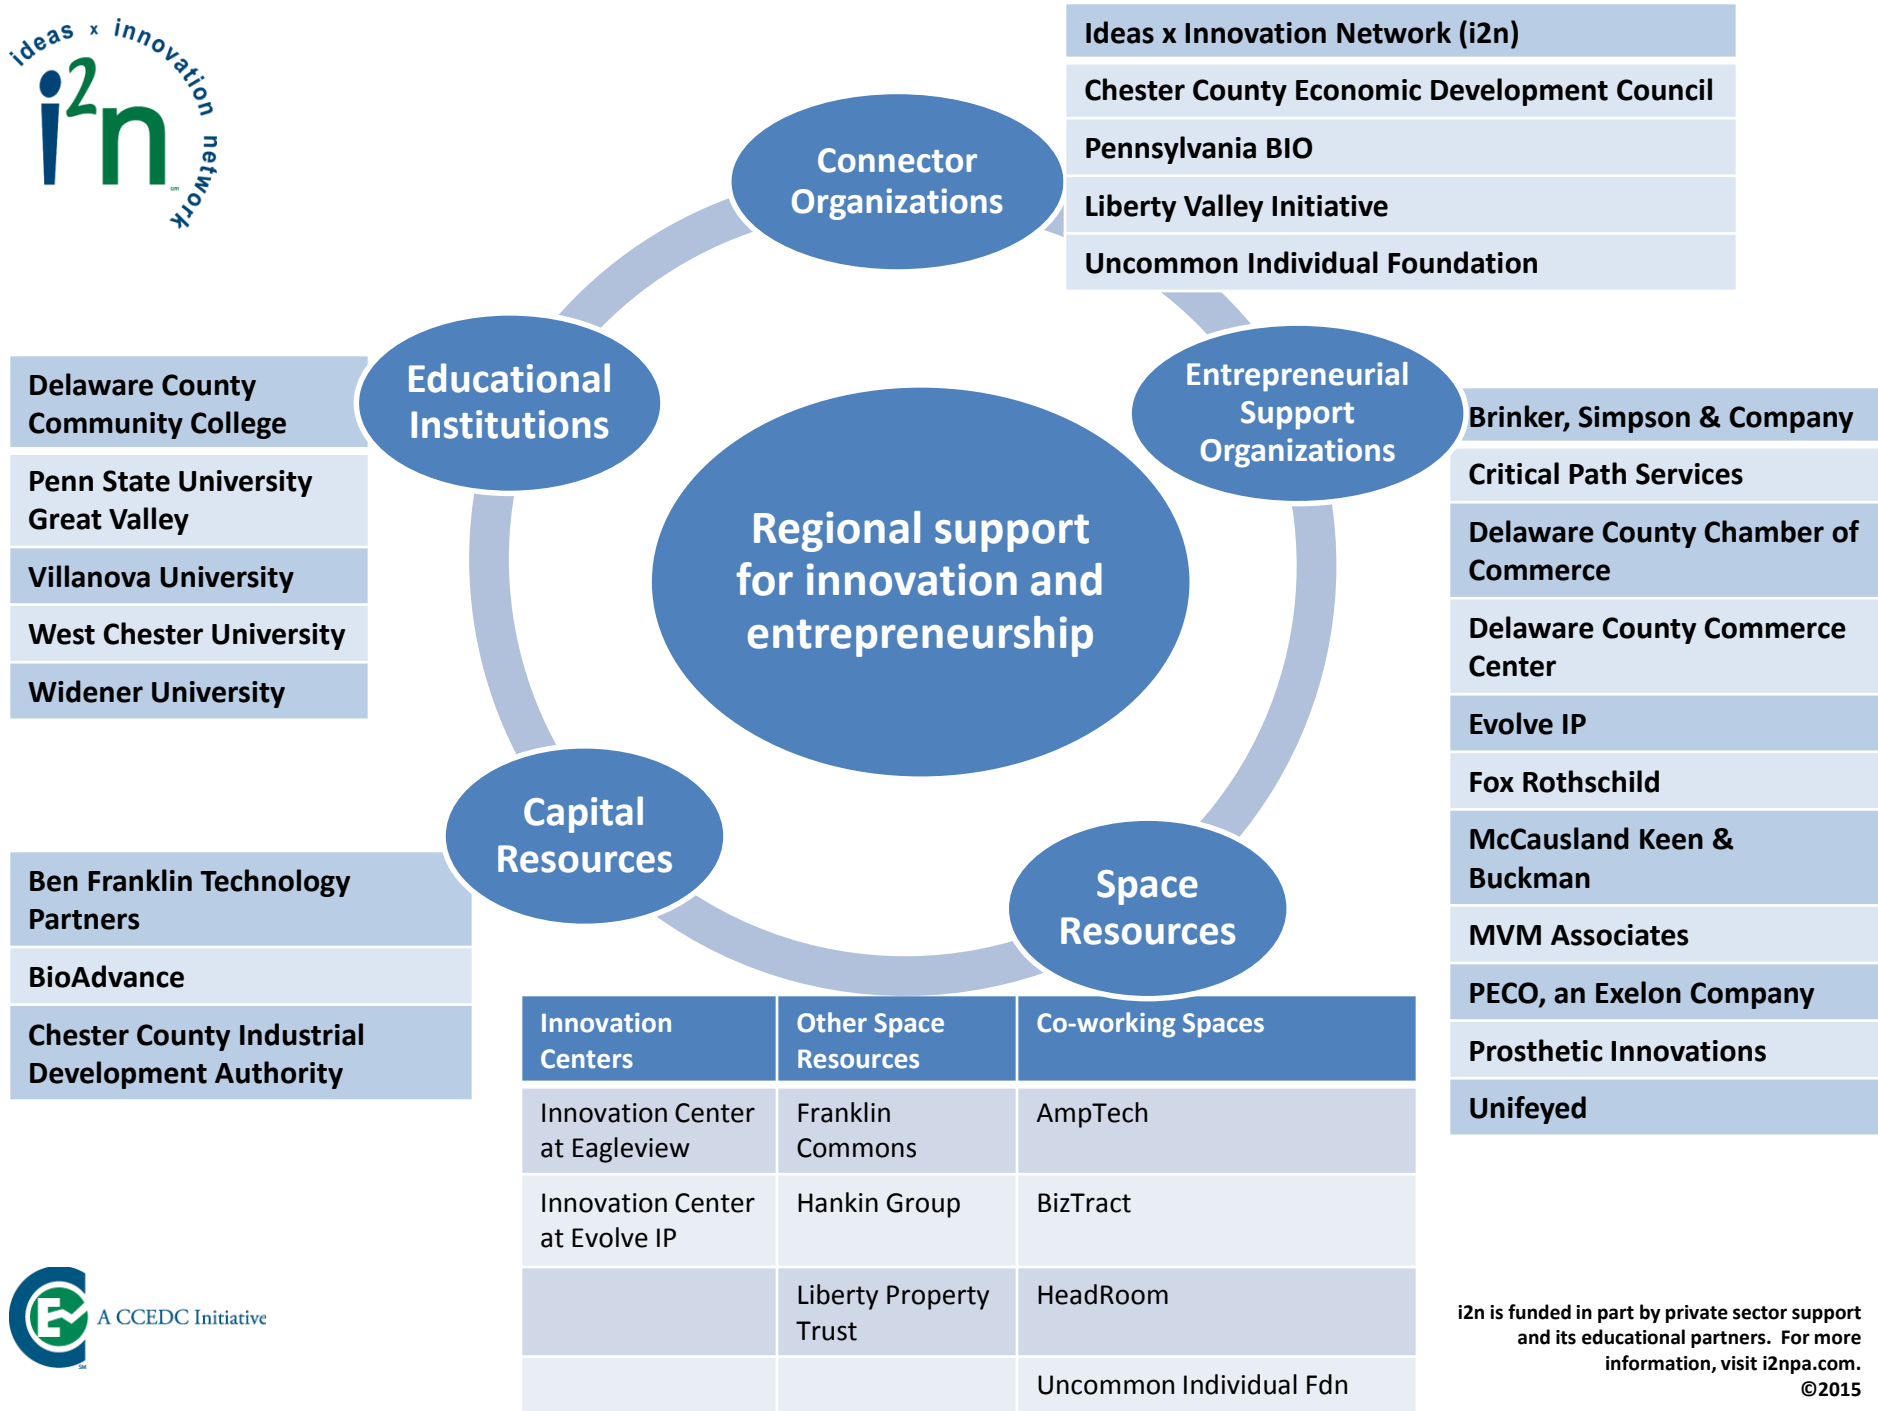 ideas x innovation network
i2n
SM
Ideas x Innovation Network (i2n)
Chester County Economic Development Council
Pennsylvania BIO
Liberty Valley Initiative
Uncommon Individual Foundation
Connector
Organizations
Educational
Institutions
Delaware County
Community College
Penn State University
Great Valley
Villanova University
West Chester University
Widener University
Entrepreneurial
Support
Organizations
Brinker, Simpson & Company
Critical Path Services
Delaware County Chamber of
Commerce
Delaware County Commerce
Center
Evolve IP
Fox Rothschild
McCausland Keen &
Buckman
MVM Associates
PECO, an Exelon Company
Prosthetic Innovations
Unifeyed
Regional support
for innovation and
entrepreneurship
Capital
Resources
Ben Franklin Technology
Partners
BioAdvance
Chester County Industrial
Development Authority
Space
Resources
Innovation
Centers
Other Space
Resources
Co-working Spaces
Innovation Center
at Eagleview
Franklin
Commons
AmpTech
Innovation Center
at Evolve IP
Hankin Group
BizTract
Liberty Property
Trust
HeadRoom
Uncommon Individual Fdn
A CCEDC Initiative
SM
i2n is funded in part by private sector support
and its educational partners.  For more
information, visit i2npa.com.
©2015